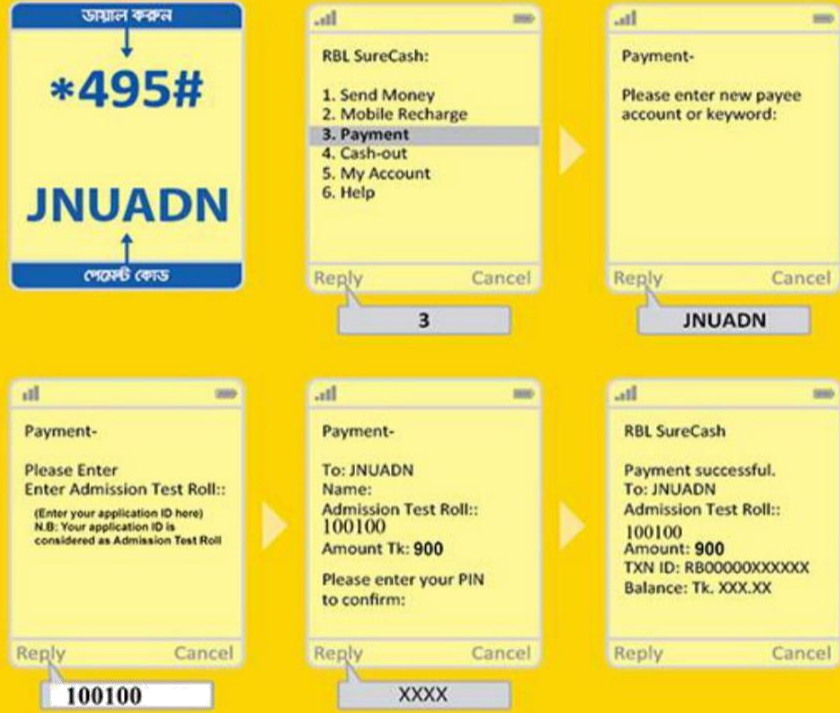 ডায়াল করুন
*495#
JNUADN
পেমেন্ট কোড
RBL SureCash:
1. Send Money
2. Mobile Recharge
3. Payment
4. Cash-out
5. My Account
6. Help
Reply Cancel
3
Payment-
Please enter new payee
account or keyword:
Reply Cancel
JNUADN
Payment-
Please Enter
Enter Admission Test Roll::
(Enter your application ID here)
N.B: Your application ID is
considered as Admission Test Roll
Reply Cancel
100100
Payment-
To: JNUADN
Name:
Admission Test Roll::
100100
Amount Tk: 900
Please enter your PIN
to confirm:
Reply Cancel
XXXX
RBL SureCash
Payment successful.
To: JNUADN
Admission Test Roll::
100100
Amount: 900
TXN ID: RB00000XXXXXX
Balance: Tk. XXX.XX
Reply Cancel